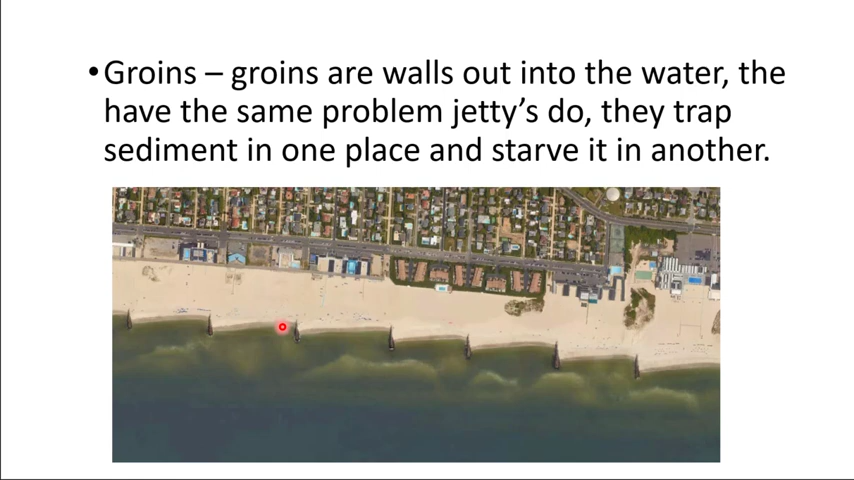 •Groins – groins are walls out into the water, the
have the same problem jetty’s do, they trap
sediment in one place and starve it in another.